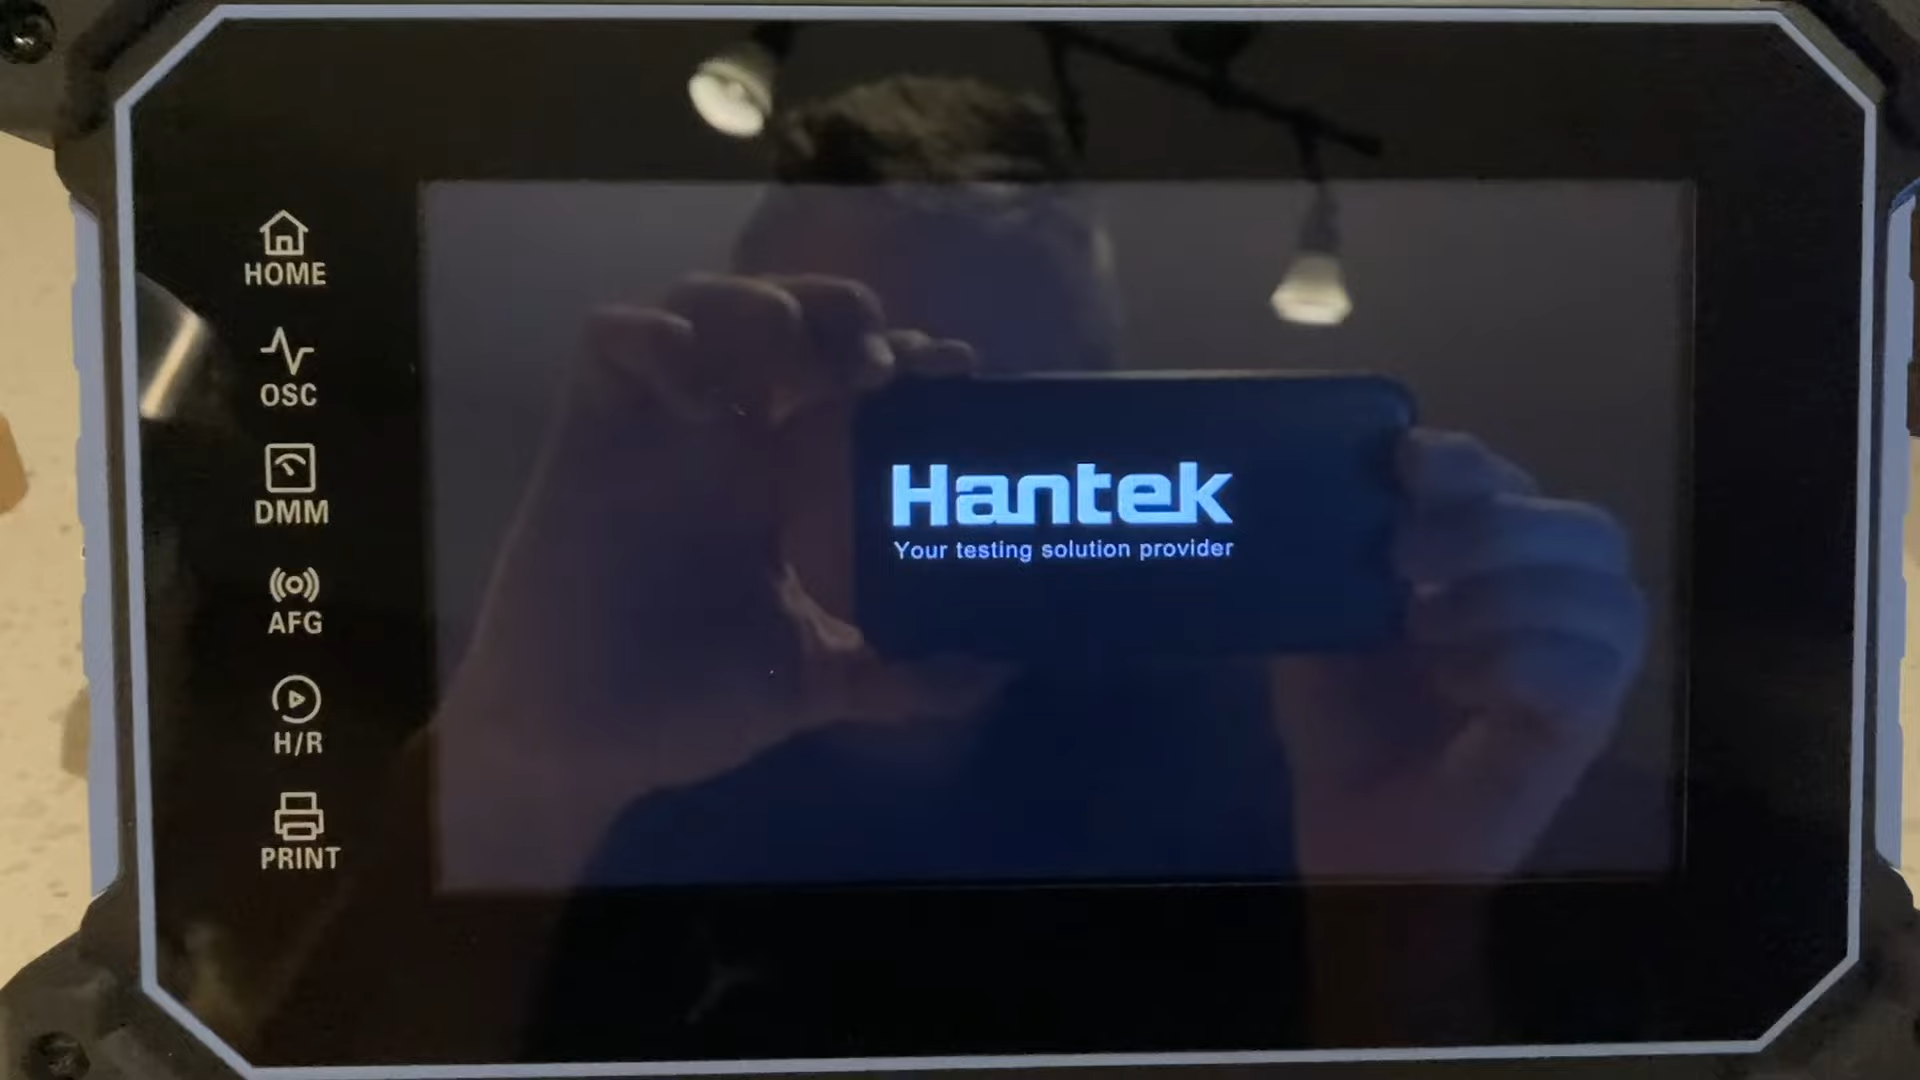 HOME
OSC
DMM
AFG
H/R
PRINT
Hantek
Your testing solution provider